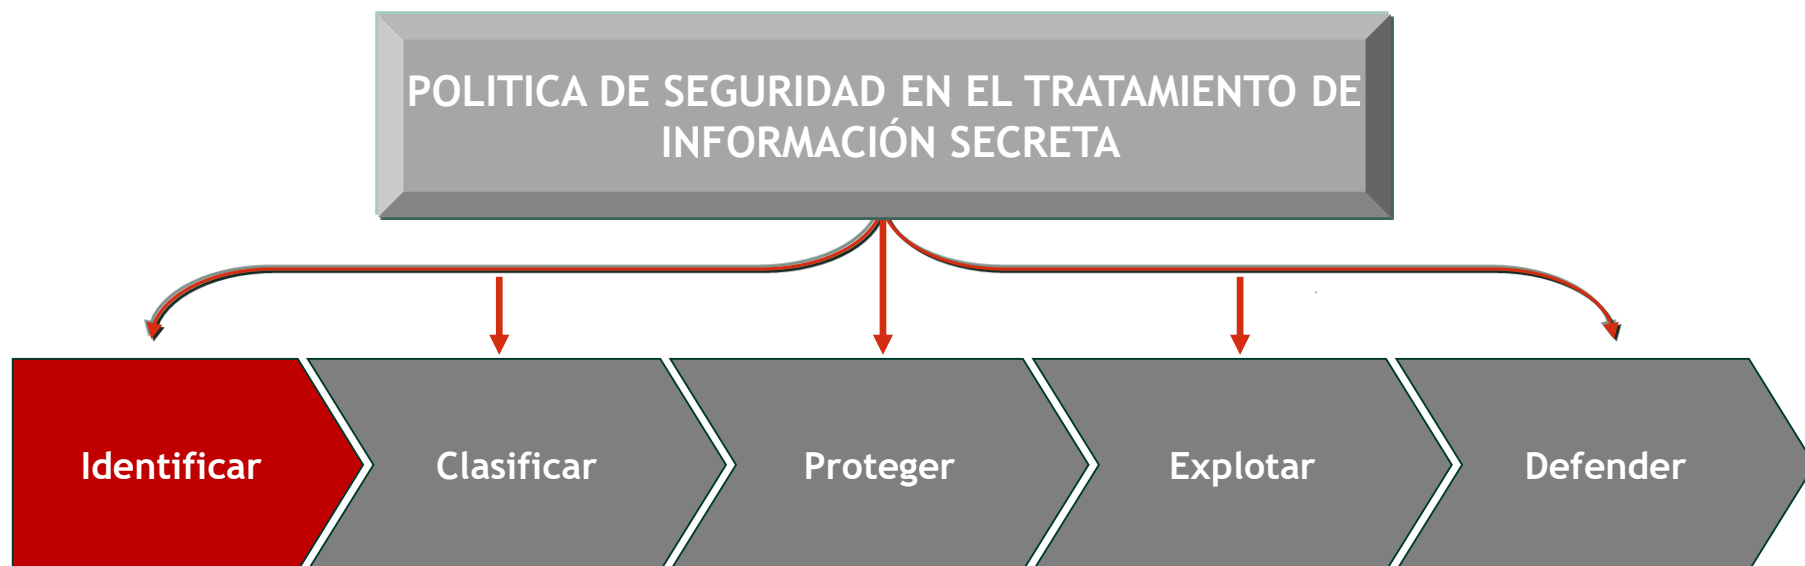 POLITICA DE SEGURIDAD EN EL TRATAMIENTO DE
INFORMACIÓN SECRETA
Identificar
Clasificar
Proteger
Explotar
Defender